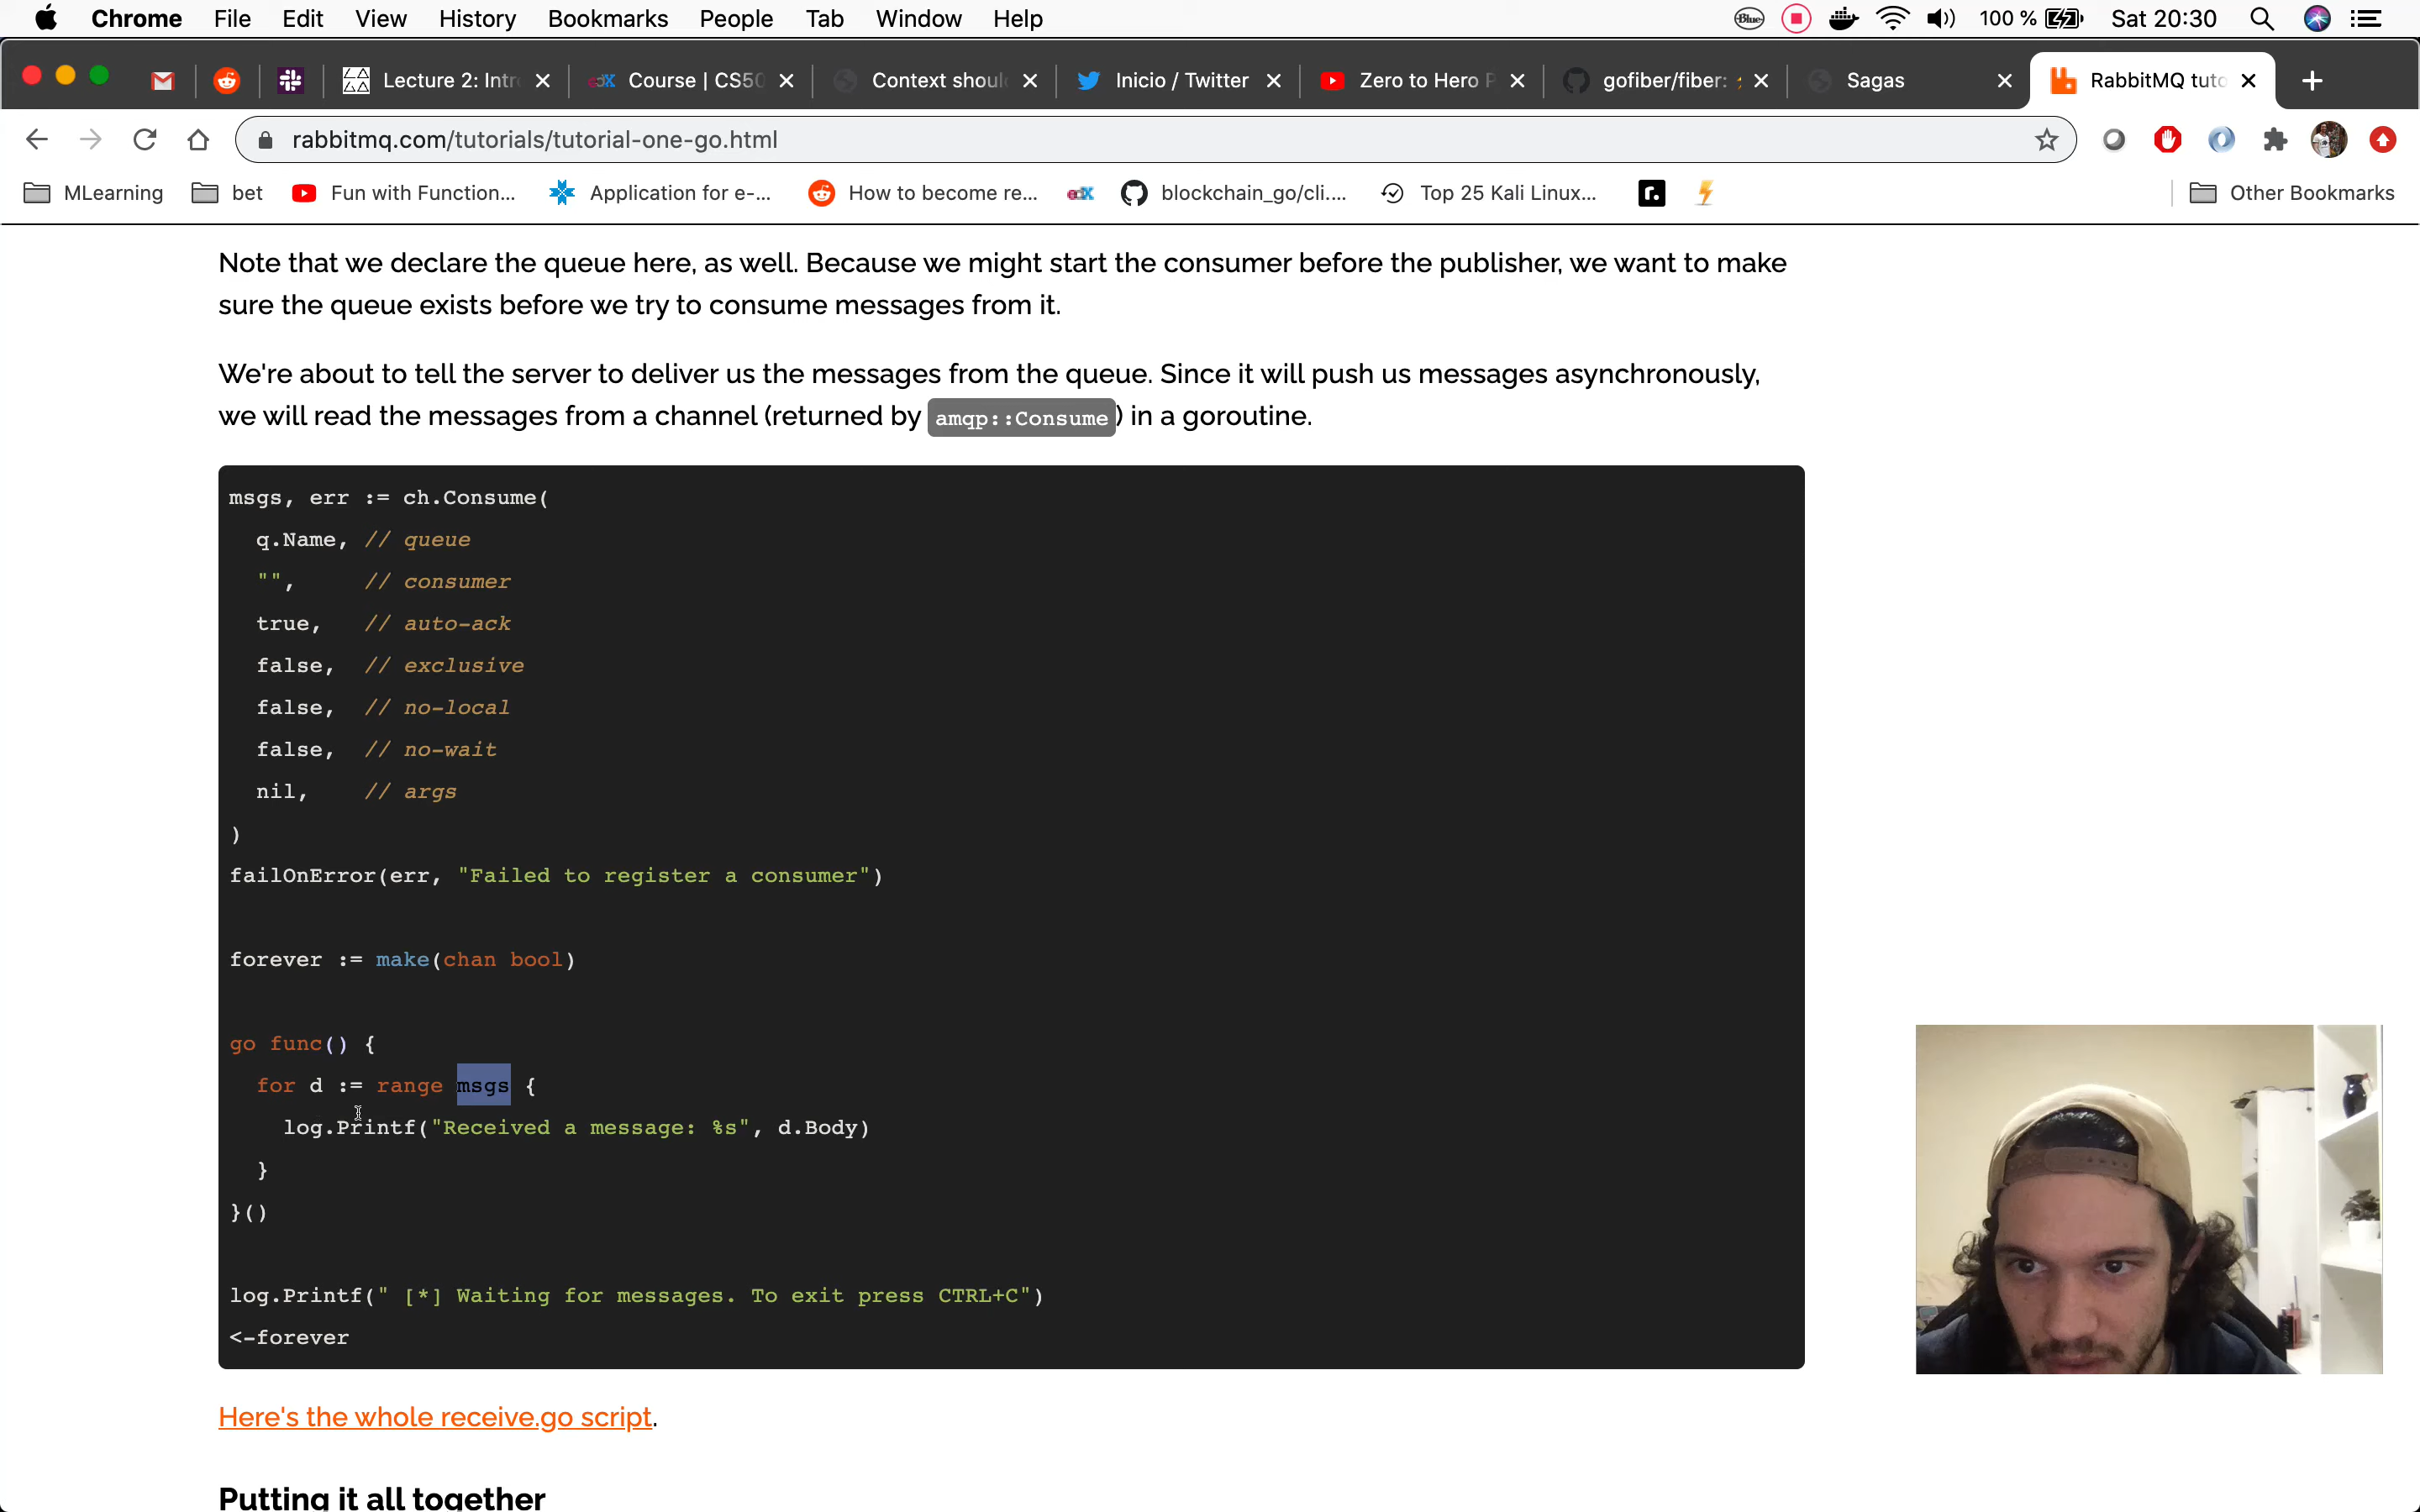 Chrome File Edit View History Bookmarks People Tab Window Help Blue 100 % Sat 20:30
Lecture 2: Intr Course | CS50 Context shoul Inicio / Twitter Zero to Hero P gofiber/fiber: Sagas RabbitMQ tuto
rabbitmq.com/tutorials/tutorial-one-go.html
MLearning bet Fun with Function... Application for e-... How to become re... edX blockchain_go/cli.... Top 25 Kali Linux... r. Other Bookmarks
Note that we declare the queue here, as well. Because we might start the consumer before the publisher, we want to make
sure the queue exists before we try to consume messages from it.
We're about to tell the server to deliver us the messages from the queue. Since it will push us messages asynchronously,
we will read the messages from a channel (returned by amqp::Consume) in a goroutine.
msgs, err := ch.Consume(
  q.Name, // queue
  "",     // consumer
  true,   // auto-ack
  false,  // exclusive
  false,  // no-local
  false,  // no-wait
  nil,    // args
)
failOnError(err, "Failed to register a consumer")
forever := make(chan bool)
go func() {
  for d := range msgs {
    log.Printf("Received a message: %s", d.Body)
  }
}()
log.Printf(" [*] Waiting for messages. To exit press CTRL+C")
<-forever
Here's the whole receive.go script.
Putting it all together